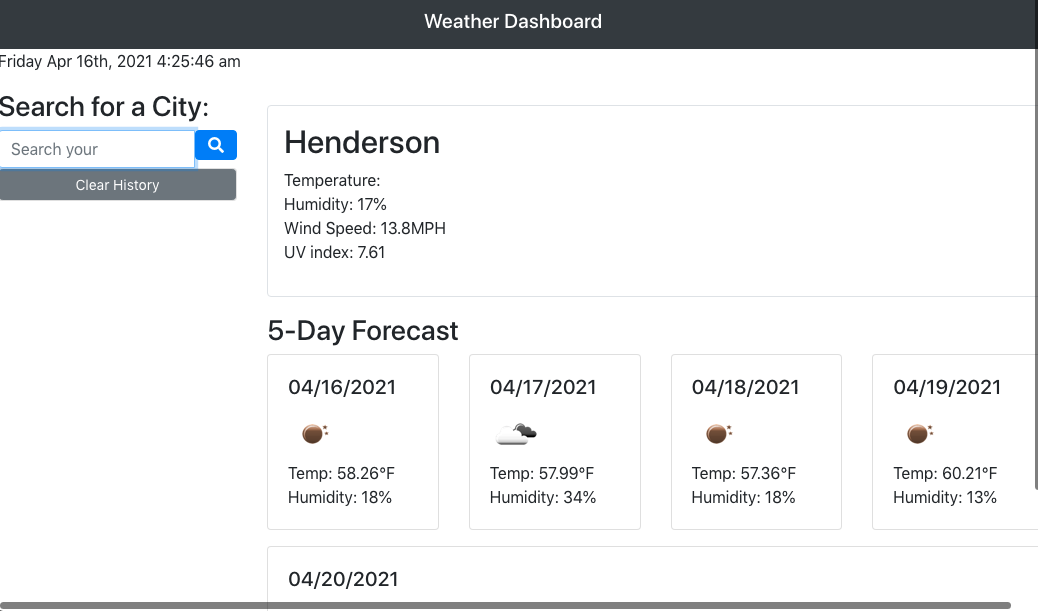 Weather Dashboard
Friday Apr 16th, 2021 4:25:46 am
Search for a City:
Search your
Clear History
Henderson
Temperature:
Humidity: 17%
Wind Speed: 13.8MPH
UV index: 7.61
5-Day Forecast
04/16/2021
Temp: 58.26°F
Humidity: 18%
04/17/2021
Temp: 57.99°F
Humidity: 34%
04/18/2021
Temp: 57.36°F
Humidity: 18%
04/19/2021
Temp: 60.21°F
Humidity: 13%
04/20/2021